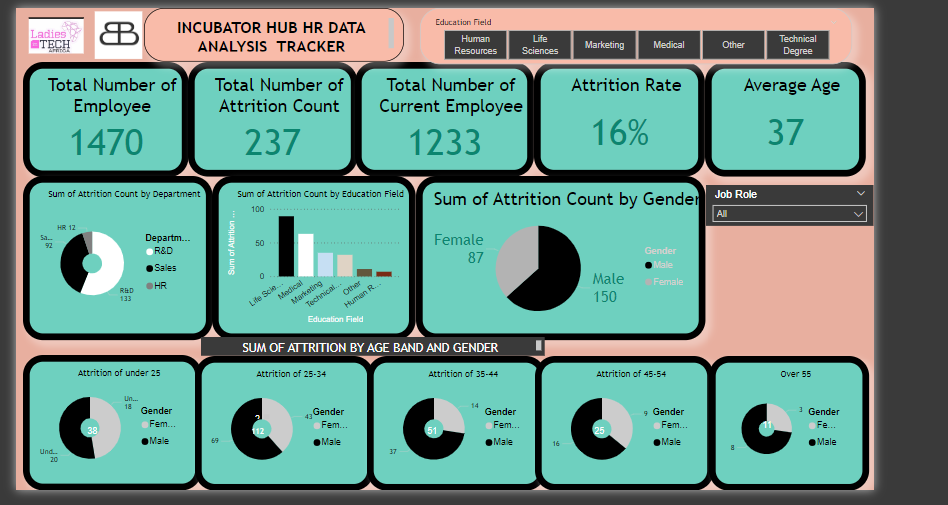 Ladies
in TECH
AFRICA
INCUBATOR HUB HR DATA
ANALYSIS TRACKER
Education Field
Human
Resources
Life
Sciences
Marketing
Medical
Other
Technical
Degree
Total Number of
Employee
1470
Total Number of
Attrition Count
237
Total Number of
Current Employee
1233
Attrition Rate
16%
Average Age
37
Sum of Attrition Count by Department
HR 12
Sa...
92
R&D
133
Departm...
R&D
Sales
HR
Sum of Attrition Count by Education Field
Sum of Attrition ...
100
50
0
Life Scie...
Medical
Marketing
Technical...
Other
Human R...
Education Field
Sum of Attrition Count by Gender
Female
87
Male
150
Gender
Male
Female
Job Role
All
SUM OF ATTRITION BY AGE BAND AND GENDER
Attrition of under 25
Un...
18
38
Und...
20
Gender
Fem...
Male
Attrition of 25-34
43
112
69
Gender
Fem...
Male
Attrition of 35-44
14
51
37
Gender
Fem...
Male
Attrition of 45-54
9
25
16
Gender
Fem...
Male
Over 55
3
11
8
Gender
Fe...
Male